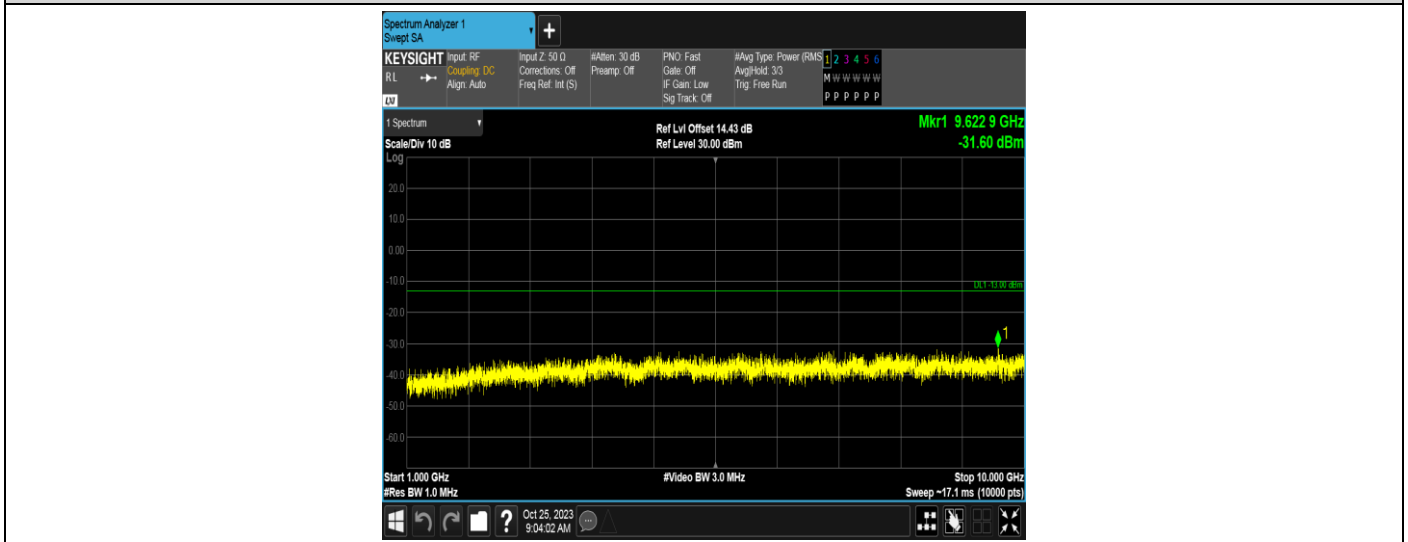 Spectrum Analyzer 1
Swept SA
+
KEYSIGHT
RL
LXI
Input: RF
Coupling: DC
Align: Auto
Input Z: 50 Ω
Corrections: Off
Freq Ref: Int (S)
#Atten: 30 dB
Preamp: Off
PNO: Fast
Gate: Off
IF Gain: Low
Sig Track: Off
#Avg Type: Power (RMS
Avg|Hold: 3/3
Trig: Free Run
1 2 3 4 5 6
M W W W W W
P P P P P P
1 Spectrum
Scale/Div 10 dB
Log
Ref Lvl Offset 14.43 dB
Ref Level 30.00 dBm
Mkr1 9.622 9 GHz
-31.60 dBm
20.0
10.0
0.00
-10.0
DL1 -13.00 dBm
-20.0
1
-30.0
-40.0
-50.0
-60.0
Start 1.000 GHz
#Res BW 1.0 MHz
#Video BW 3.0 MHz
Stop 10.000 GHz
Sweep ~17.1 ms (10000 pts)
?
Oct 25, 2023
9:04:02 AM